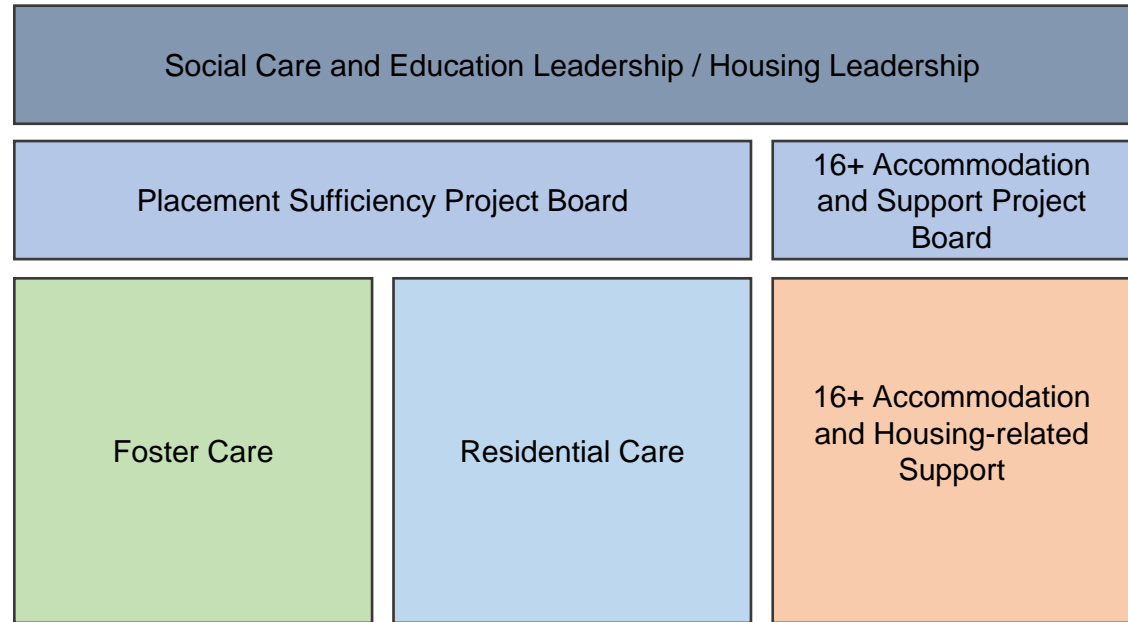 Social Care and Education Leadership / Housing Leadership
Placement Sufficiency Project Board
16+ Accommodation
and Support Project
Board
Foster Care
Residential Care
16+ Accommodation
and Housing-related
Support